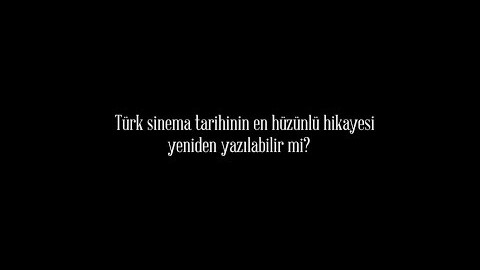 Türk sinema tarihinin en hüzünlü hikayesi
yeniden yazılabilir mi?